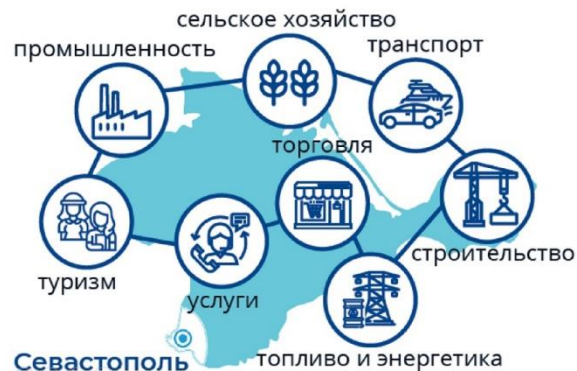 сельское хозяйство
промышленность
транспорт
торговля
строительство
туризм
услуги
топливо и энергетика
Севастополь